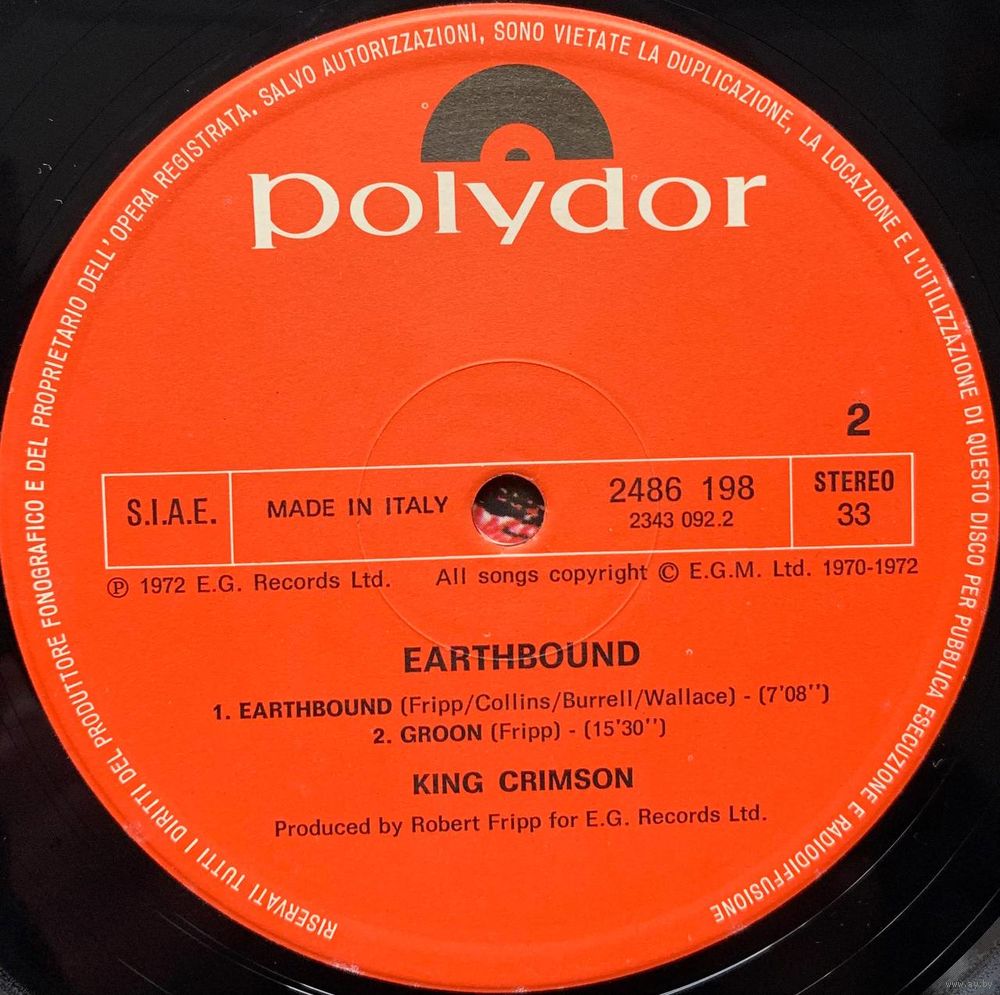 RISERVATI TUTTI I DIRITTI DEL PRODUTTORE FONOGRAFICO E DEL PROPRIETARIO DELL'OPERA REGISTRATA. SALVO AUTORIZZAZIONI, SONO VIETATE LA DUPLICAZIONE, LA LOCAZIONE E L'UTILIZZAZIONE DI QUESTO DISCO PER PUBBLICA ESECUZIONE E RADIODIFFUSIONE
polydor
2
S.I.A.E.
MADE IN ITALY
2486 198
2343 092.2
STEREO
33
℗ 1972 E.G. Records Ltd. All songs copyright © E.G.M. Ltd. 1970-1972
EARTHBOUND
1. EARTHBOUND (Fripp/Collins/Burrell/Wallace) - (7'08'')
2. GROON (Fripp) - (15'30'')
KING CRIMSON
Produced by Robert Fripp for E.G. Records Ltd.
www.ay.by